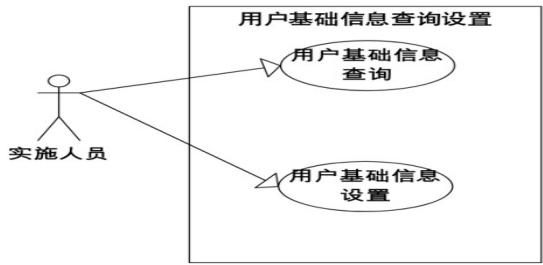 用户基础信息查询设置
用户基础信息
查询
实施人员
用户基础信息
设置